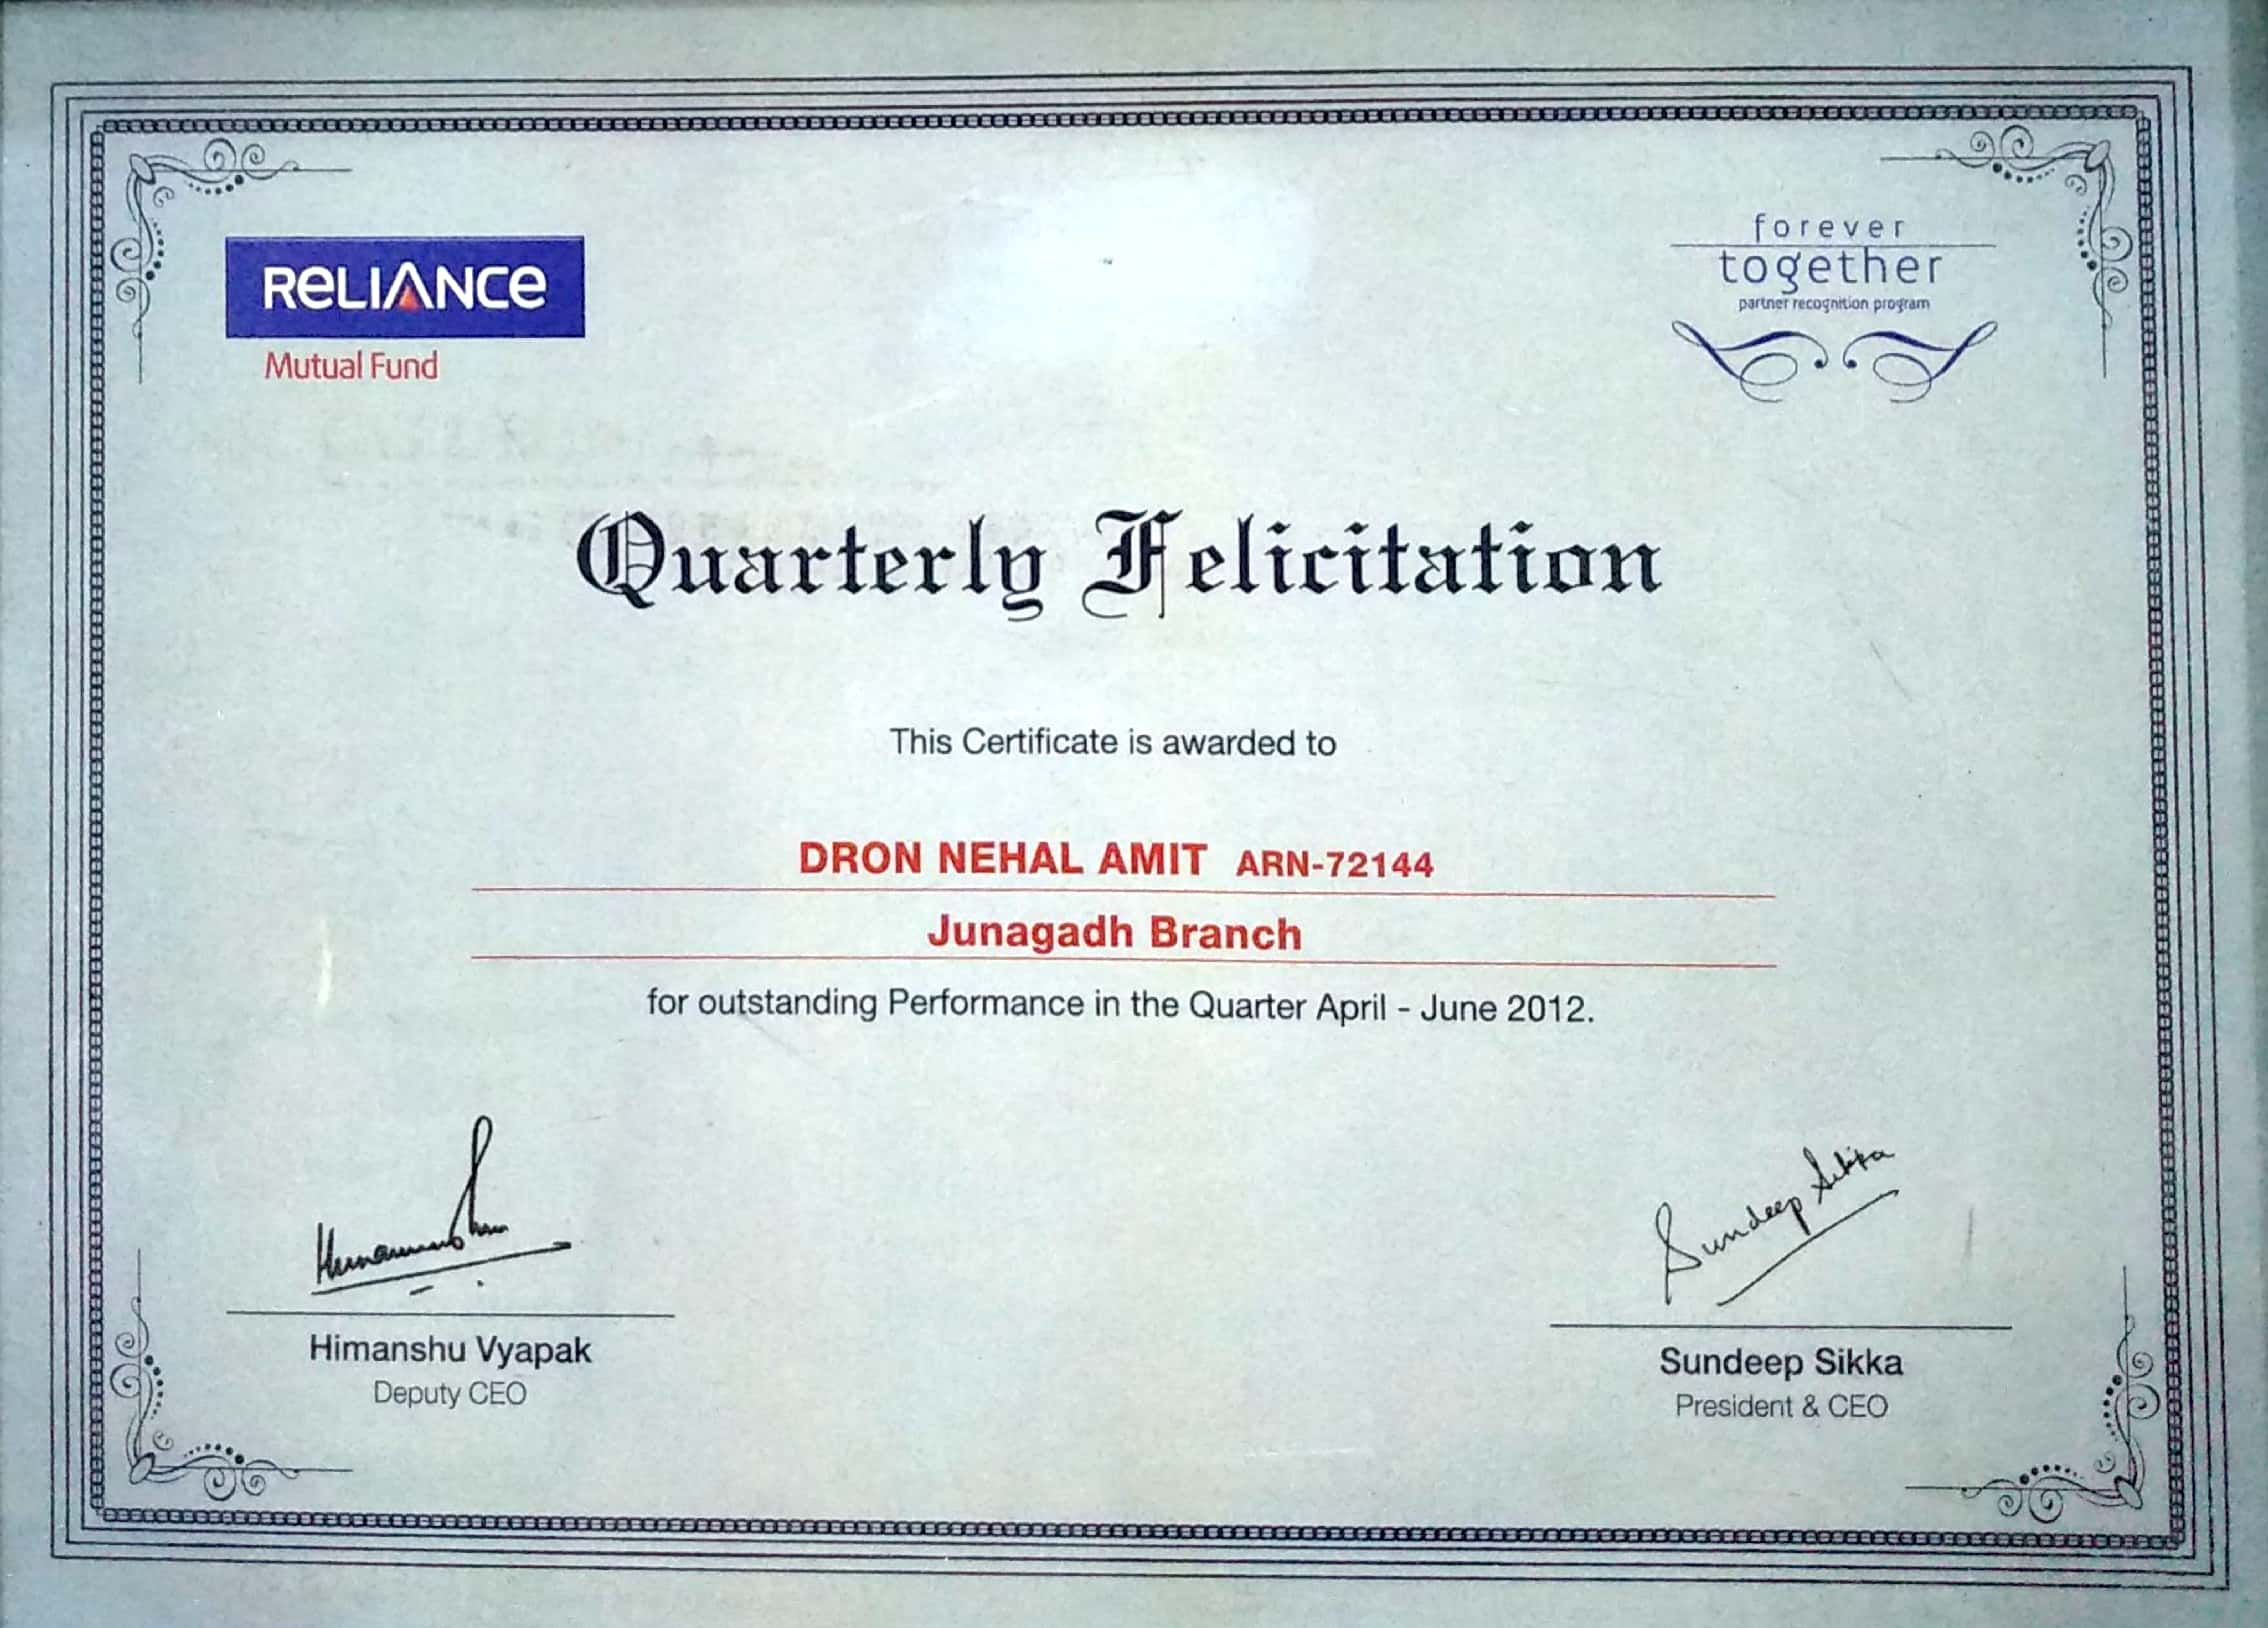 RELIANCE
Mutual Fund
forever
together
partner recognition program
Quarterly Felicitation
This Certificate is awarded to
DRON NEHAL AMIT ARN-72144
Junagadh Branch
for outstanding Performance in the Quarter April - June 2012.
Sundeep Sikka
Himanshu Vyapak
Deputy CEO
Sundeep Sikka
President & CEO